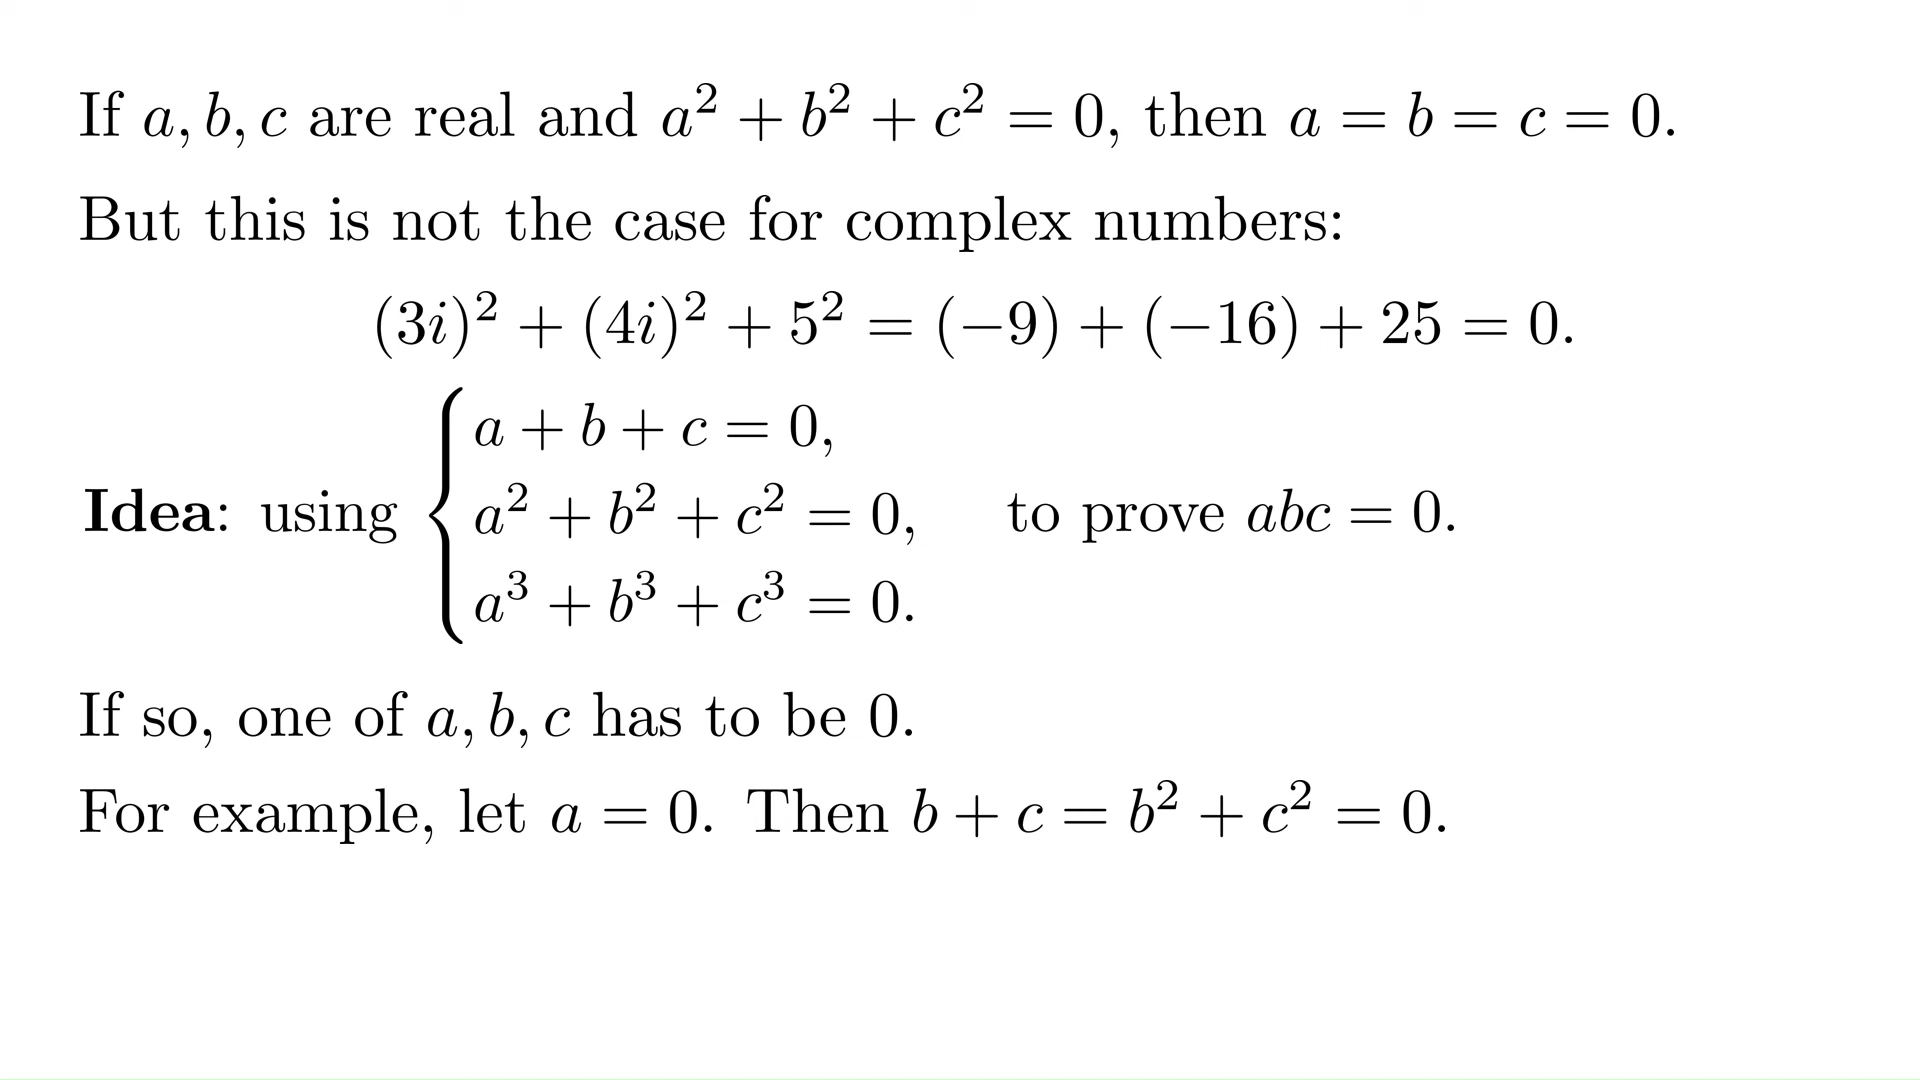 If a, b, c are real and a² + b² + c² = 0, then a = b = c = 0.
But this is not the case for complex numbers:
(3i)² + (4i)² + 5² = (−9) + (−16) + 25 = 0.
a + b + c = 0,
Idea: using { a² + b² + c² = 0, to prove abc = 0.
a³ + b³ + c³ = 0.
If so, one of a, b, c has to be 0.
For example, let a = 0. Then b + c = b² + c² = 0.